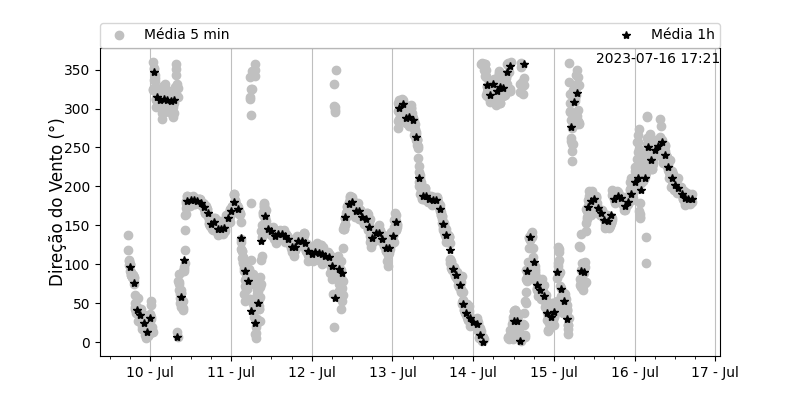 Média 5 min
Média 1h
2023-07-16 17:21
Direção do Vento (°)
350
300
250
200
150
100
50
0
10 - Jul
11 - Jul
12 - Jul
13 - Jul
14 - Jul
15 - Jul
16 - Jul
17 - Jul